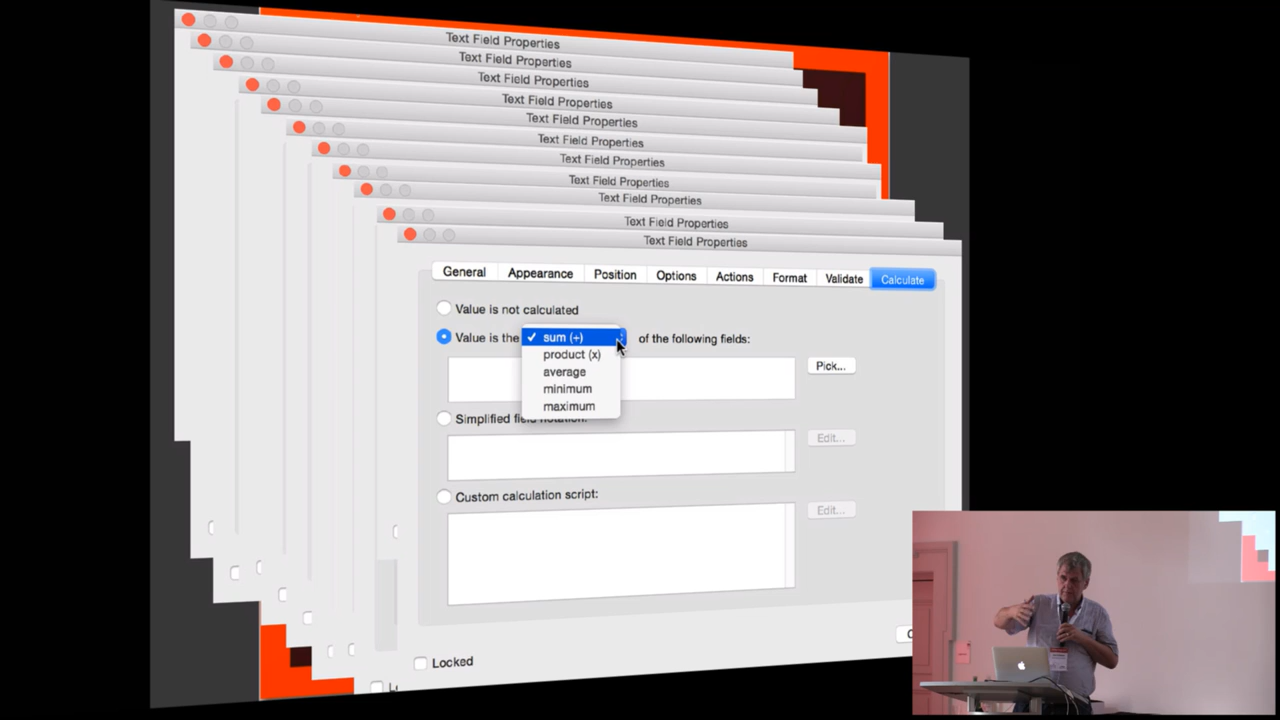 Text Field Properties
Text Field Properties
Text Field Properties
Text Field Properties
Text Field Properties
Text Field Properties
Text Field Properties
Text Field Properties
Text Field Properties
Text Field Properties
Text Field Properties
General Appearance Position Options Actions Format Validate Calculate
Value is not calculated
Value is the ✓ sum (+) of the following fields:
product (x)
average
minimum
maximum
Pick...
Simplified field notation:
Edit...
Custom calculation script:
Edit...
Locked